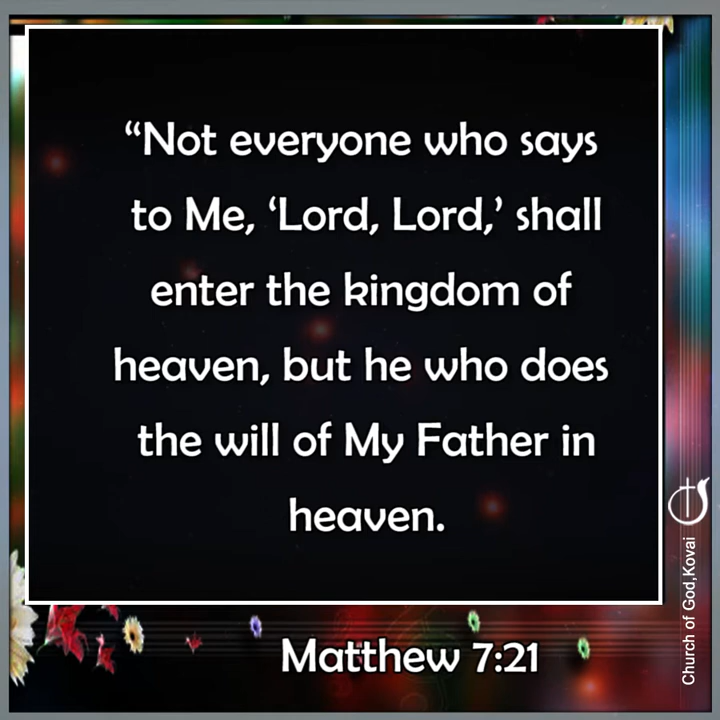 “Not everyone who says
to Me, ‘Lord, Lord,’ shall
enter the kingdom of
heaven, but he who does
the will of My Father in
heaven.
Matthew 7:21
Church of God,Kovai